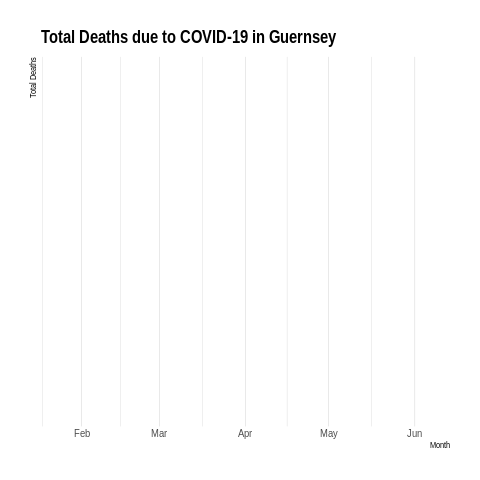 Total Deaths due to COVID-19 in Guernsey
Total Deaths
Feb Mar Apr May Jun
Month